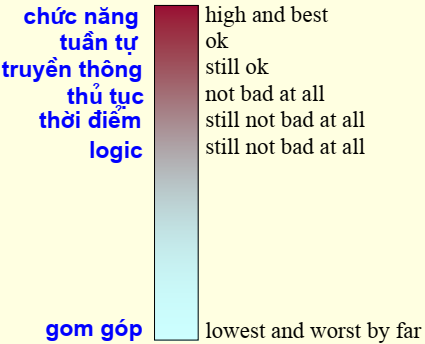 chức năng high and best
tuần tự ok
truyền thông still ok
thủ tục not bad at all
thời điểm still not bad at all
logic still not bad at all
gom góp lowest and worst by far